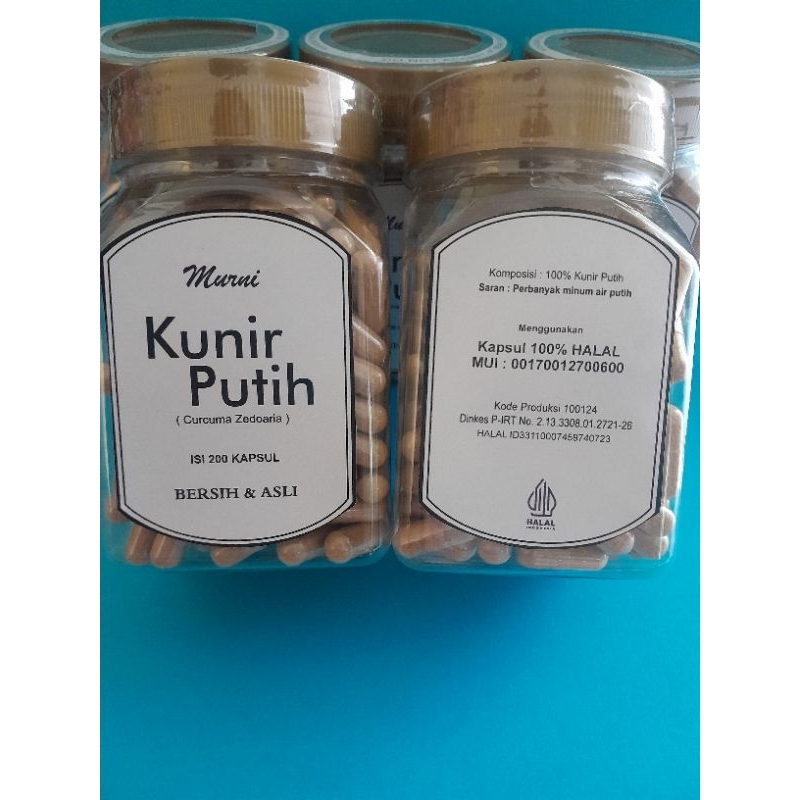 Murni
Kunir
Putih
( Curcuma Zedoaria )
ISI 200 KAPSUL
BERSIH & ASLI
Komposisi : 100% Kunir Putih
Saran : Perbanyak minum air putih
Menggunakan
Kapsul 100% HALAL
MUI : 00170012700600
Kode Produksi 100124
Dinkes P-IRT No. 2.13.3308.01.2721-26
HALAL ID33110007459740723
HALAL
INDONESIA